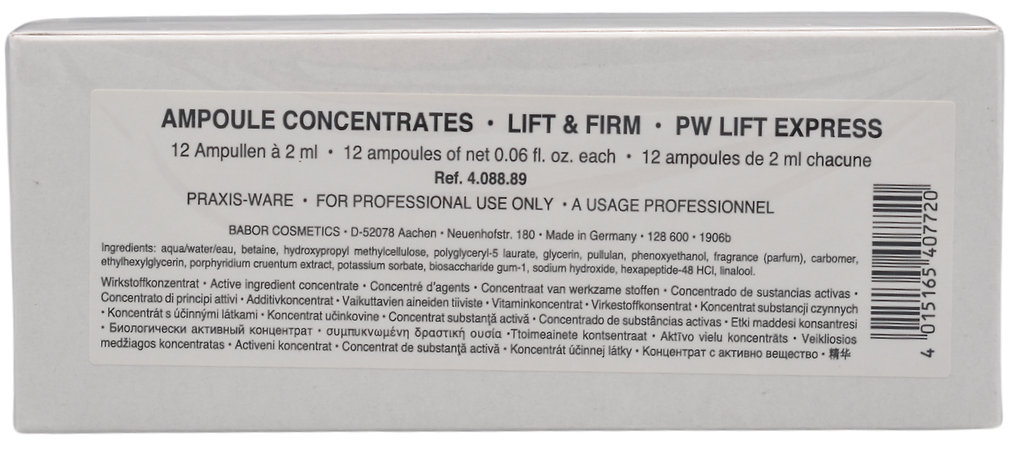 AMPOULE CONCENTRATES • LIFT & FIRM • PW LIFT EXPRESS
12 Ampullen à 2 ml • 12 ampoules of net 0.06 fl. oz. each • 12 ampoules de 2 ml chacune
Ref. 4.088.89
PRAXIS-WARE • FOR PROFESSIONAL USE ONLY • A USAGE PROFESSIONNEL
BABOR COSMETICS • D-52078 Aachen • Neuenhofstr. 180 • Made in Germany • 128 600 • 1906b
Ingredients: aqua/water/eau, betaine, hydroxypropyl methylcellulose, polyglyceryl-5 laurate, glycerin, pullulan, phenoxyethanol, fragrance (parfum), carbomer,
ethylhexylglycerin, porphyridium cruentum extract, potassium sorbate, biosaccharide gum-1, sodium hydroxide, hexapeptide-48 HCl, linalool.
Wirkstoffkonzentrat • Active ingredient concentrate • Concentré d'agents • Concentraat van werkzame stoffen • Concentrado de sustancias activas •
Concentrato di principi attivi • Additivkoncentrat • Vaikuttavien aineiden tiiviste • Vitaminkoncentrat • Virkestoffkonsentrat • Koncentrat substancji czynnych
• Koncentrát s účinnými látkami • Koncentrat učinkovine • Concentrat substanță activă • Concentrado de substâncias activas • Etki maddesi konsantresi
• Биологически активный концентрат • συμπυκνωμένη δραστική ουσία •Ttoimeainete kontsentraat • Aktīvo vielu koncentrāts • Veikliosios
medžiagos koncentratas • Activeni koncentrat • Concentrat de substanţă activă • Koncentrát účinnej látky • Концентрат с активно вещество • 精华
4 015165 407720